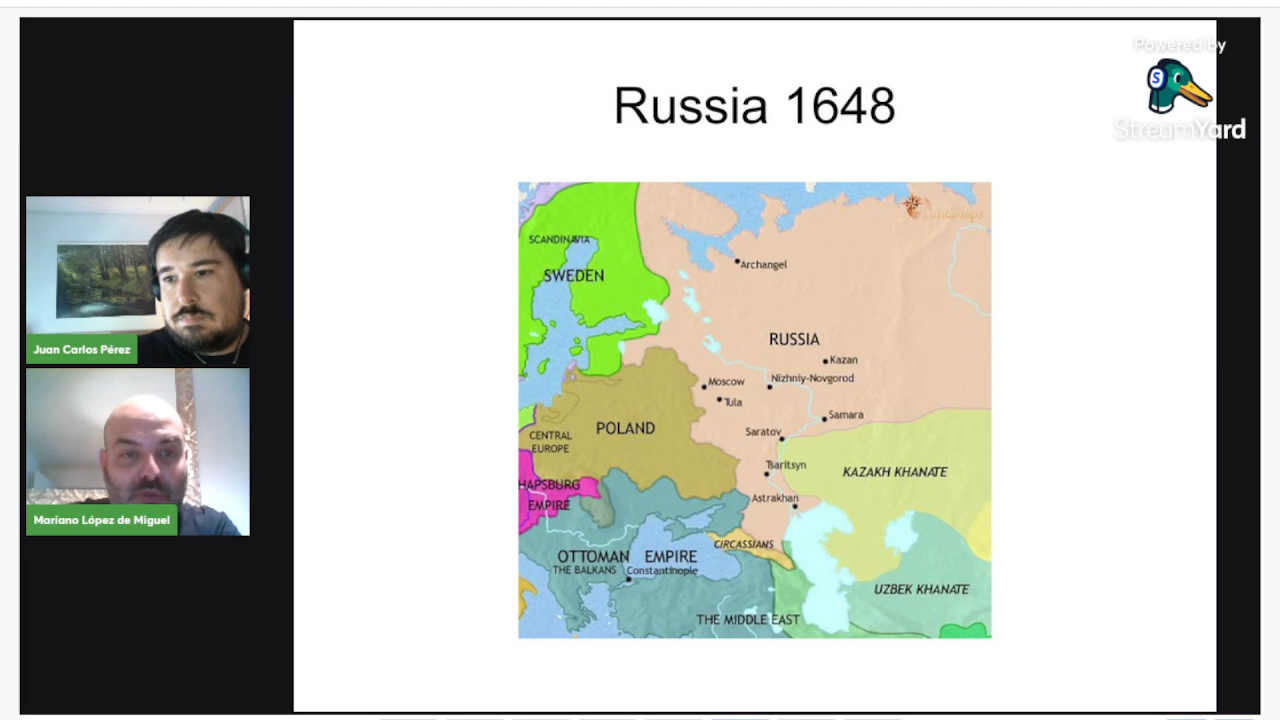 Powered by
StreamYard
Russia 1648
TimeMaps
SCANDINAVIA
SWEDEN
Archangel
RUSSIA
Kazan
Moscow
Nizhniy-Novgorod
Tula
Samara
POLAND
Saratov
CENTRAL
EUROPE
Tsaritsyn
KAZAKH KHANATE
HAPSBURG
EMPIRE
Astrakhan
CIRCASSIANS
OTTOMAN EMPIRE
THE BALKANS
Constantinople
UZBEK KHANATE
THE MIDDLE EAST
Juan Carlos Pérez
Mariano López de Miguel